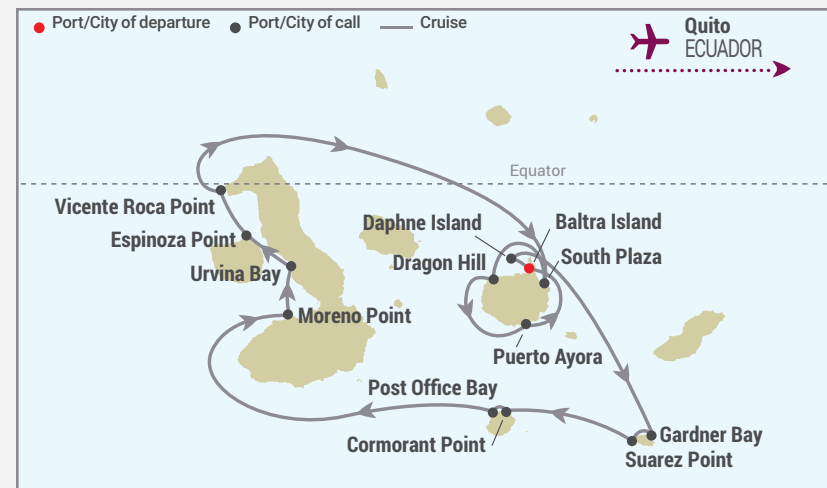 Port/City of departure
Port/City of call
Cruise
Quito
ECUADOR
Equator
Vicente Roca Point
Daphne Island
Baltra Island
Espinoza Point
Dragon Hill
South Plaza
Urvina Bay
Moreno Point
Puerto Ayora
Post Office Bay
Cormorant Point
Gardner Bay
Suarez Point